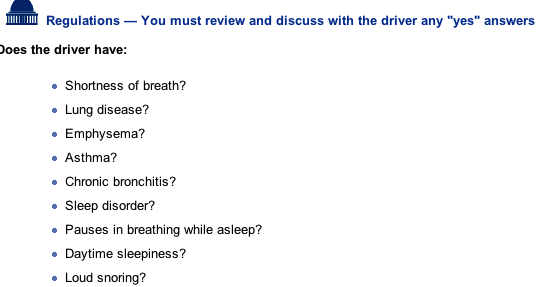 Regulations — You must review and discuss with the driver any "yes" answers
Does the driver have:
Shortness of breath?
Lung disease?
Emphysema?
Asthma?
Chronic bronchitis?
Sleep disorder?
Pauses in breathing while asleep?
Daytime sleepiness?
Loud snoring?